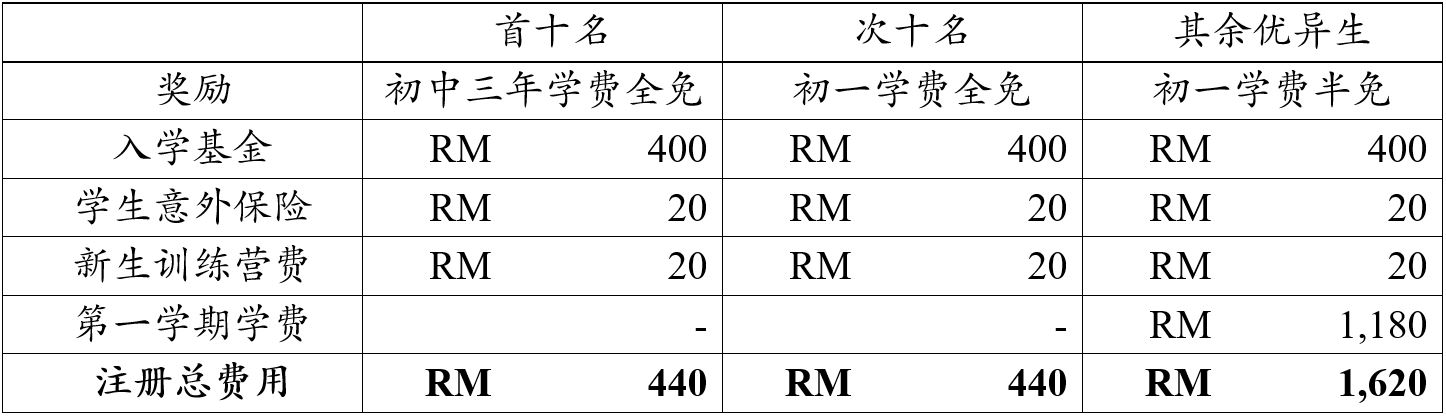 首十名 次十名 其余优异生
奖励 初中三年学费全免 初一学费全免 初一学费半免
入学基金 RM 400 RM 400 RM 400
学生意外保险 RM 20 RM 20 RM 20
新生训练营费 RM 20 RM 20 RM 20
第一学期学费 - - RM 1,180
注册总费用 RM 440 RM 440 RM 1,620